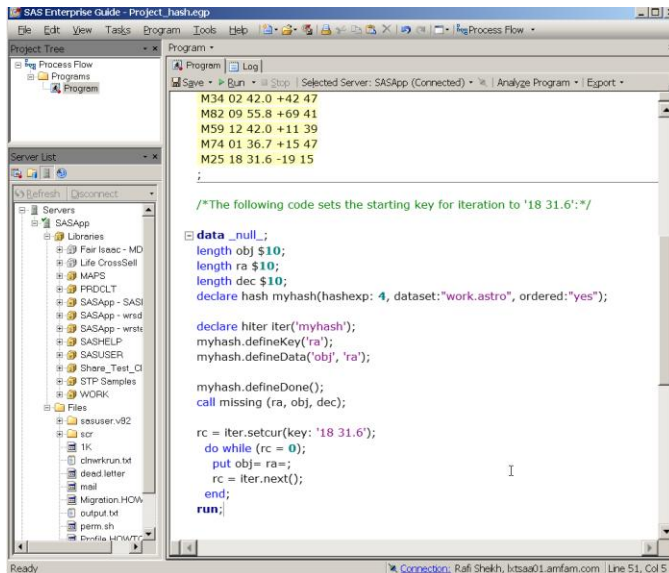 SAS Enterprise Guide - Project_hash.egp
File Edit View Tasks Program Tools Help Process Flow
Project Tree
Process Flow
Programs
Program
Server List
Refresh Disconnect
Servers
SASApp
Libraries
Fair Isaac - MD
Life CrossSell
MAPS
PRDCLT
SASApp - SASI
SASApp - wrsd
SASApp - wrste
SASHELP
SASUSER
Share_Test_Cl
STP Samples
WORK
Files
sasuser.v92
scr
1K
clnwrkrun.txt
dead.letter
mail
Migration.HOW
output.txt
perm.sh
Profile.HOWTO
Program
Program Log
Save Run Stop Selected Server: SASApp (Connected) Analyze Program Export
M34 02 42.0 +42 47
M82 09 55.8 +69 41
M59 12 42.0 +11 39
M74 01 36.7 +15 47
M25 18 31.6 -19 15
;
/*The following code sets the starting key for iteration to '18 31.6':*/
data _null_;
length obj $10;
length ra $10;
length dec $10;
declare hash myhash(hashexp: 4, dataset:"work.astro", ordered:"yes");
declare hiter iter('myhash');
myhash.defineKey('ra');
myhash.defineData('obj', 'ra');
myhash.defineDone();
call missing (ra, obj, dec);
rc = iter.setcur(key: '18 31.6');
do while (rc = 0);
put obj= ra=;
rc = iter.next();
end;
run;
Ready
Connection: Rafi Sheikh, lxtsaa01.amfam.com Line 51, Col 5